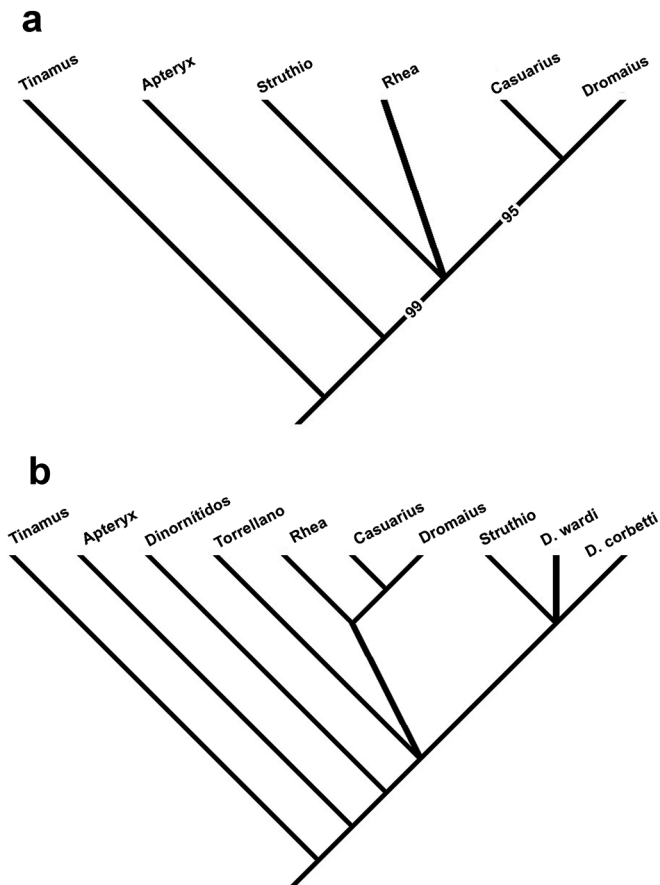 a
Tinamus
Apteryx
Struthio
Rhea
Casuarius
Dromaius
95
99
b
Tinamus
Apteryx
Dinornítidos
Torrellano
Rhea
Casuarius
Dromaius
Struthio
D. wardi
D. corbetti